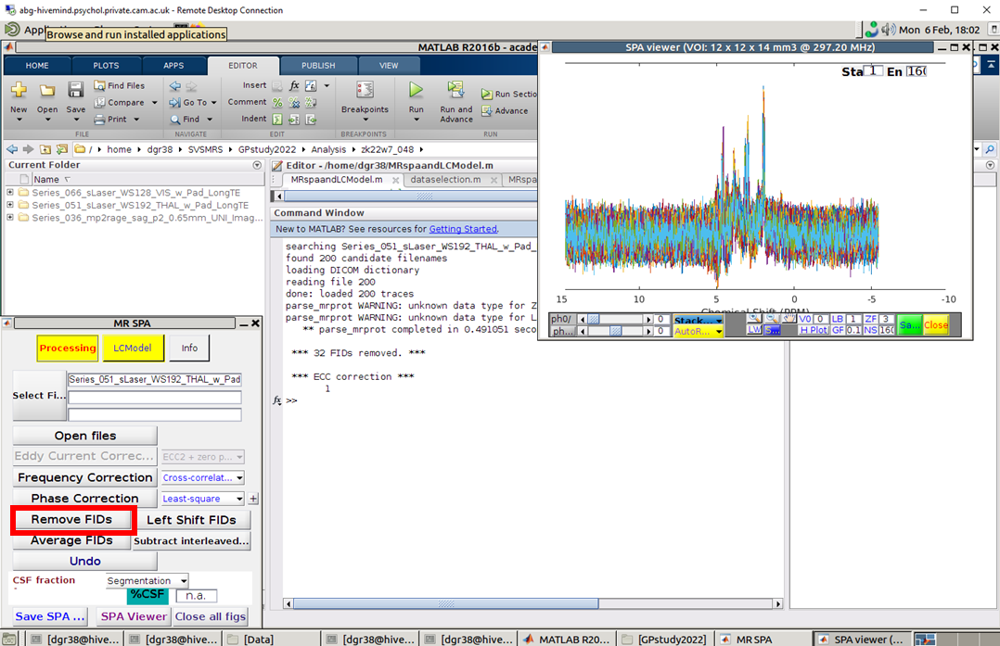 abg-hivemind.psychol.private.cam.ac.uk - Remote Desktop Connection
Browse and run installed applications
Mon 6 Feb, 18:02
MATLAB R2016b - acade
HOME PLOTS APPS EDITOR PUBLISH VIEW
New Open Save Find Files Compare Print
Go To Find
Insert fx
Comment
Indent
Breakpoints Run Run and Advance Run Sectio Advance
FILE NAVIGATE EDIT BREAKPOINTS RUN
/ home dgr38 SVSMRS GPstudy2022 Analysis zk22w7_048
Current Folder
Name
Series_066_sLaser_WS128_VIS_w_Pad_LongTE
Series_051_sLaser_WS192_THAL_w_Pad_LongTE
Series_036_mp2rage_sag_p2_0.65mm_UNI_Imag...
Editor - /home/dgr38/MRspaandLCModel.m
MRspaandLCModel.m dataselection.m MRspa
Command Window
New to MATLAB? See resources for Getting Started.
searching Series_051_sLaser_WS192_THAL_w_Pad_
found 200 candidate filenames
loading DICOM dictionary
reading file 200
done: loaded 200 traces
parse_mrprot WARNING: unknown data type for Z
parse_mrprot WARNING: unknown data type for L
** parse_mrprot completed in 0.491051 seco
*** 32 FIDs removed. ***
*** ECC correction ***
1
fx >>
SPA viewer (VOI: 12 x 12 x 14 mm3 @ 297.20 MHz)
Sta 1 En 160
15 10 5 0 -5 -10
Chemical Shift (PPM)
ph0/ 0 Stack... V0 0 LB 1 ZF 3 Sa... Close
ph... 0 AutoR... LW S... H Plot GF 0.1 NS 160
MR SPA
Processing LCModel Info
Select Fi... Series_051_sLaser_WS192_THAL_w_Pad
Open files
Eddy Current Correc... ECC2 + zero p...
Frequency Correction Cross-correlat...
Phase Correction Least-square +
Remove FIDs Left Shift FIDs
Average FIDs Subtract interleaved...
Undo
CSF fraction Segmentation
%CSF n.a.
Save SPA ... SPA Viewer Close all figs
[dgr38@hive... [dgr38@hive... [Data] [dgr38@hive... [dgr38@hive... MATLAB R20... [GPstudy2022] MR SPA SPA viewer (...